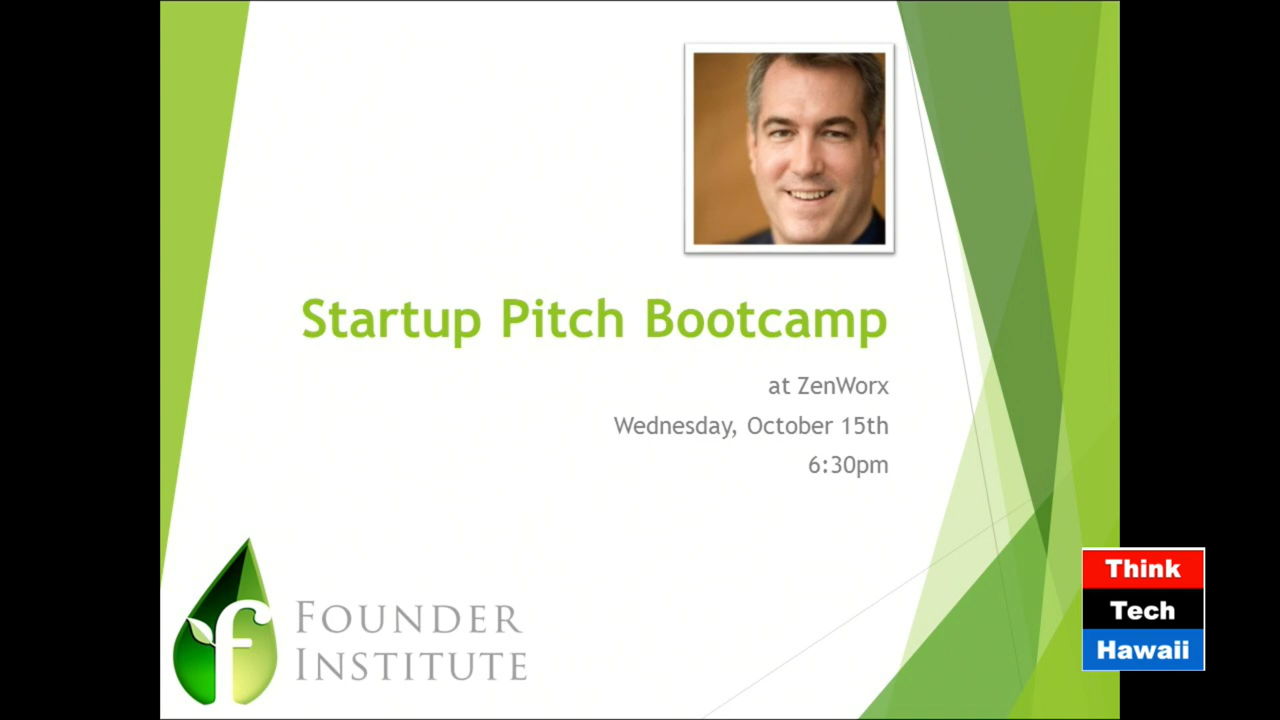 Startup Pitch Bootcamp
at ZenWorx
Wednesday, October 15th
6:30pm
f
FOUNDER
INSTITUTE
Think
Tech
Hawaii